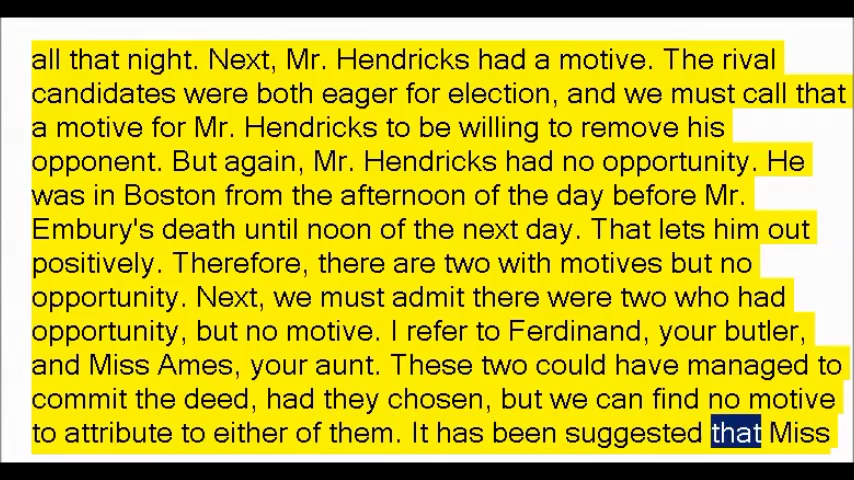 all that night. Next, Mr. Hendricks had a motive. The rival
candidates were both eager for election, and we must call that
a motive for Mr. Hendricks to be willing to remove his
opponent. But again, Mr. Hendricks had no opportunity. He
was in Boston from the afternoon of the day before Mr.
Embury's death until noon of the next day. That lets him out
positively. Therefore, there are two with motives but no
opportunity. Next, we must admit there were two who had
opportunity, but no motive. I refer to Ferdinand, your butler,
and Miss Ames, your aunt. These two could have managed to
commit the deed, had they chosen, but we can find no motive
to attribute to either of them. It has been suggested that Miss